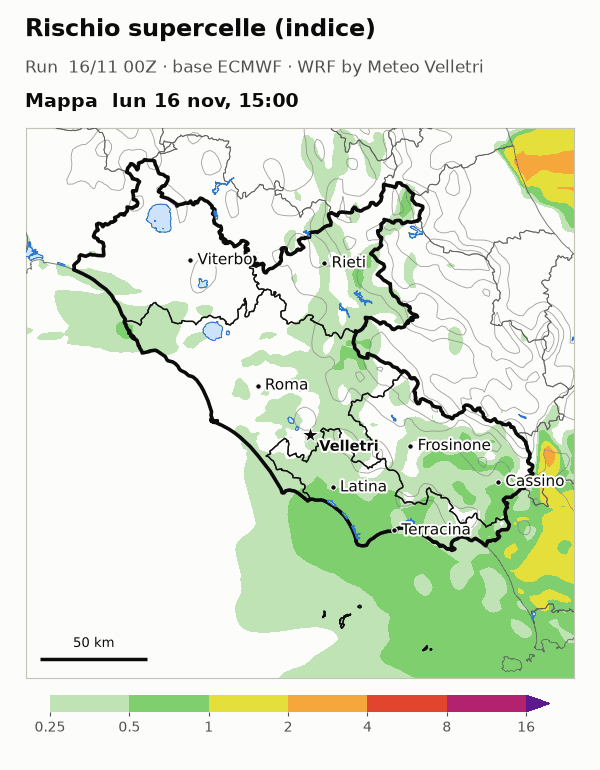 Rischio supercelle (indice)
Run 16/11 00Z · base ECMWF · WRF by Meteo Velletri
Mappa lun 16 nov, 15:00
Viterbo
Rieti
Roma
Velletri
Frosinone
Cassino
Latina
Terracina
50 km
0.25 0.5 1 2 4 8 16